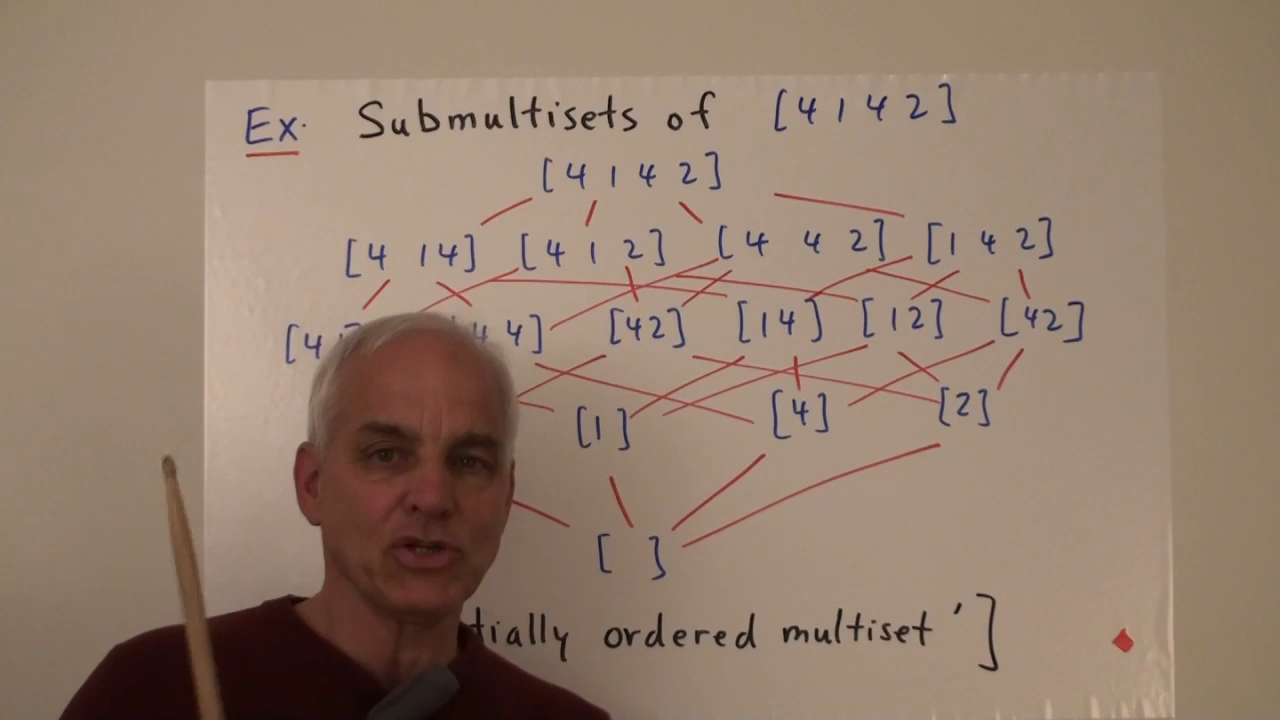 Ex. Submultisets of [4 1 4 2]
[4 1 4 2]
[4 1 4] [4 1 2] [4 4 2] [1 4 2]
[4 4] [42] [14] [12] [42]
[1] [4] [2]
[ ]
ordered multiset']